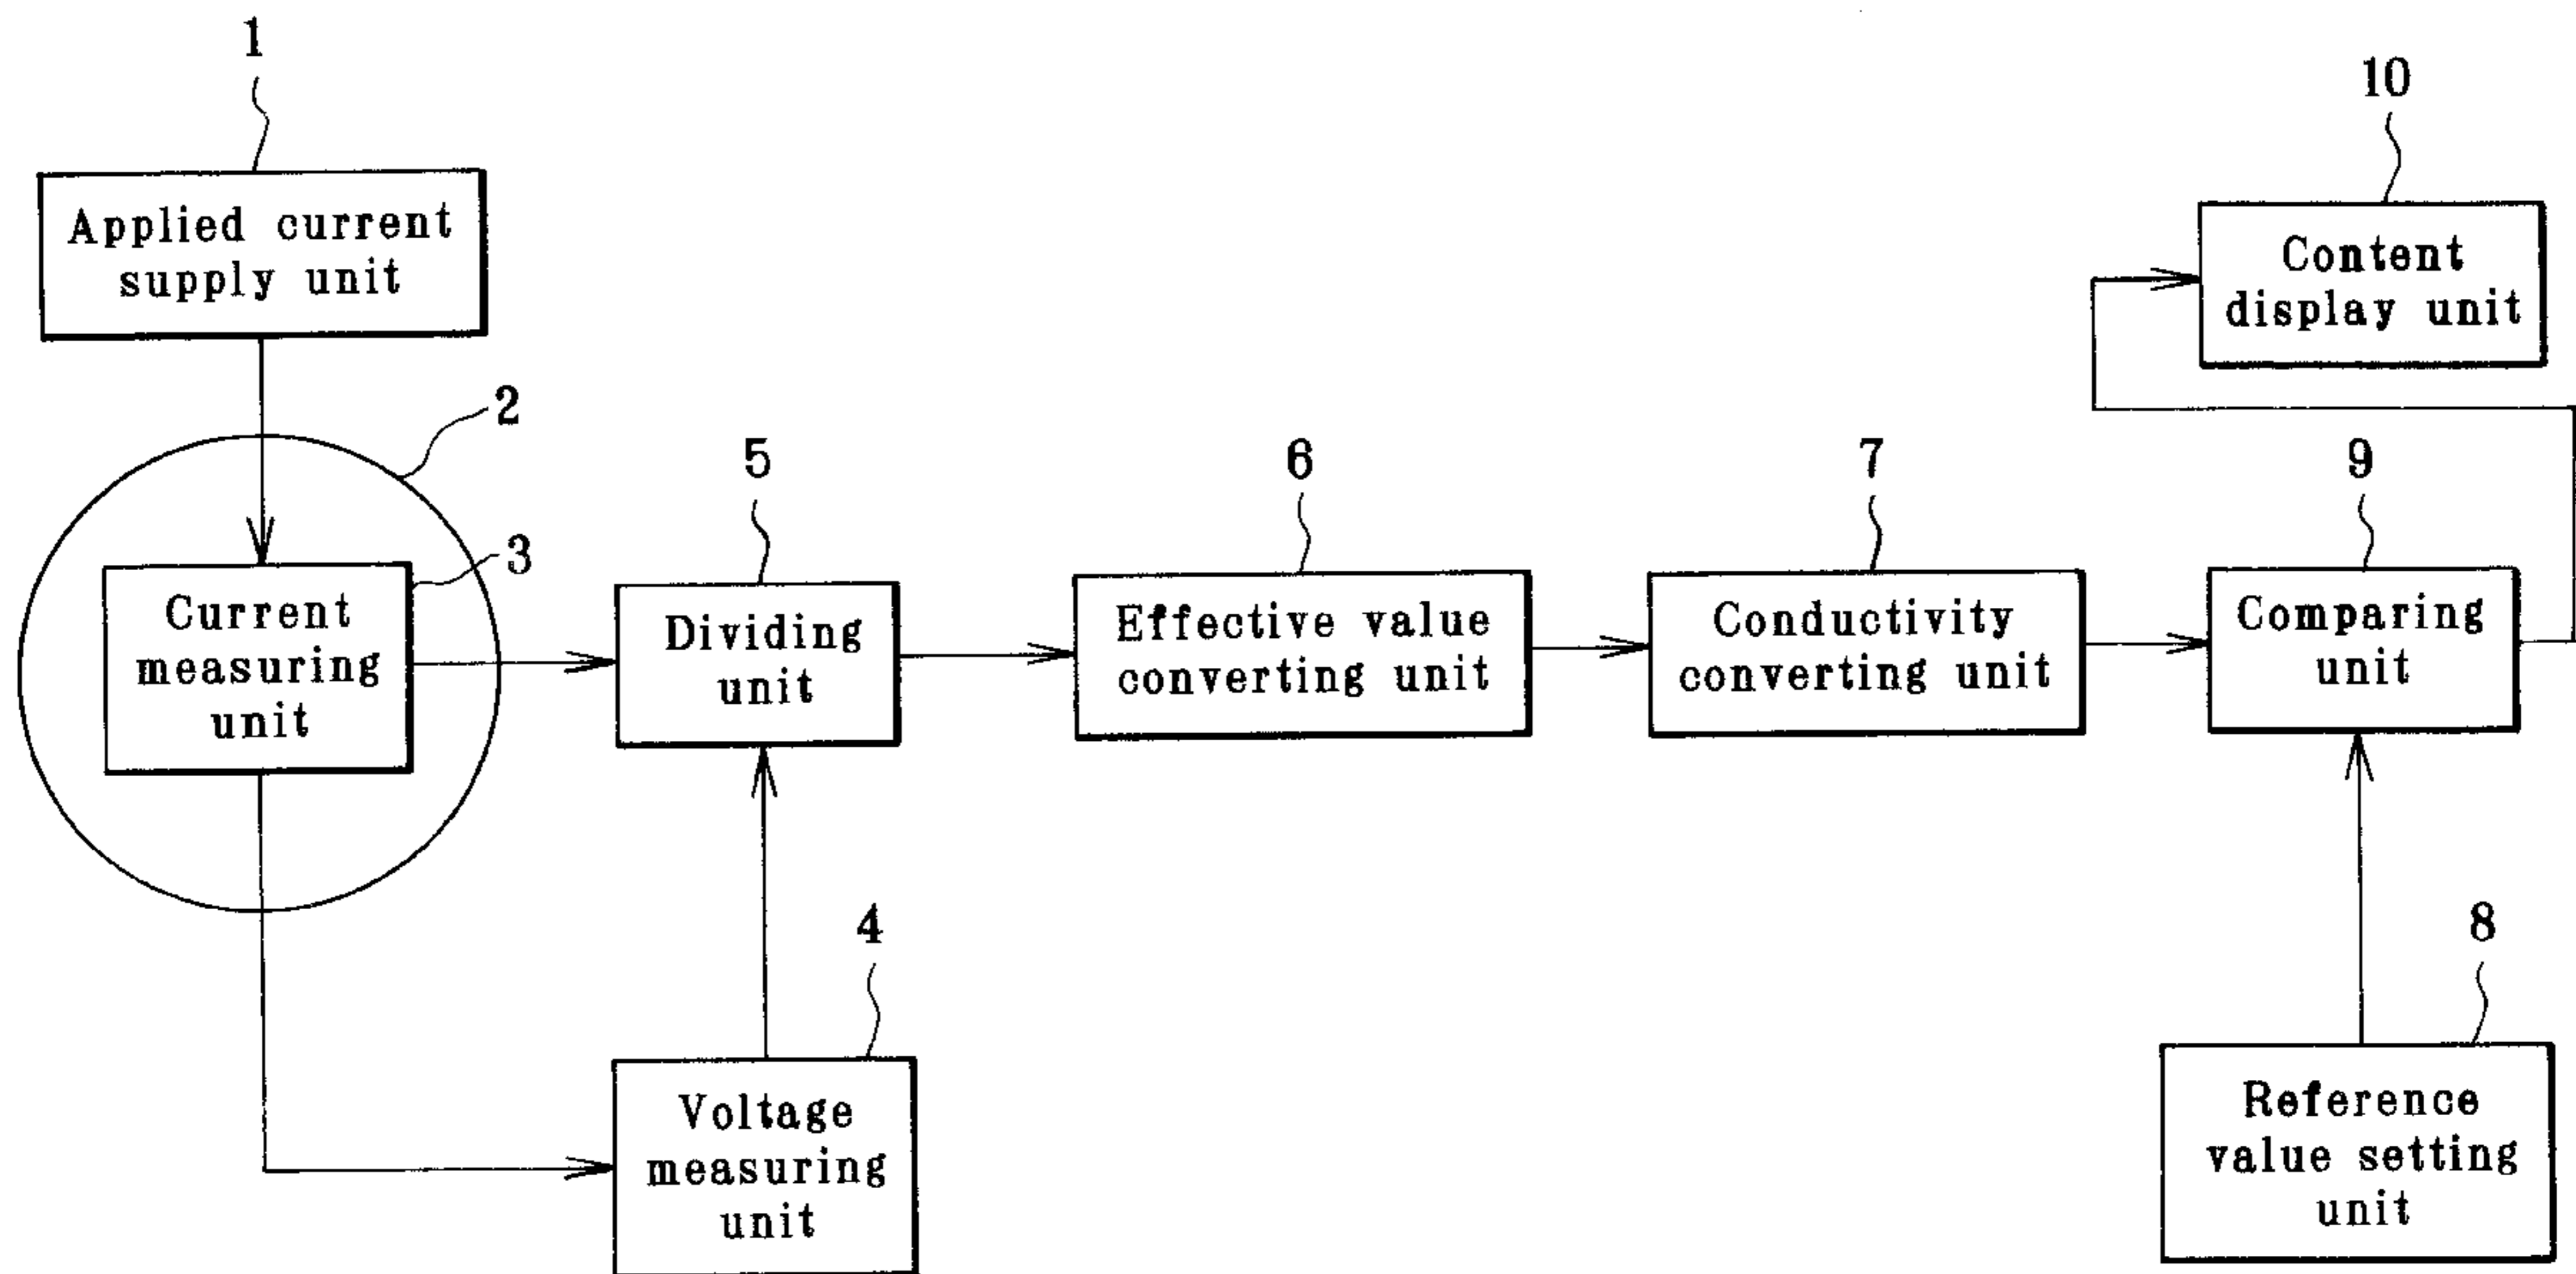 1
Applied current
supply unit
2
3
Current
measuring
unit
5
Dividing
unit
4
Voltage
measuring
unit
6
Effective value
converting unit
7
Conductivity
converting unit
9
Comparing
unit
8
Reference
value setting
unit
10
Content
display unit